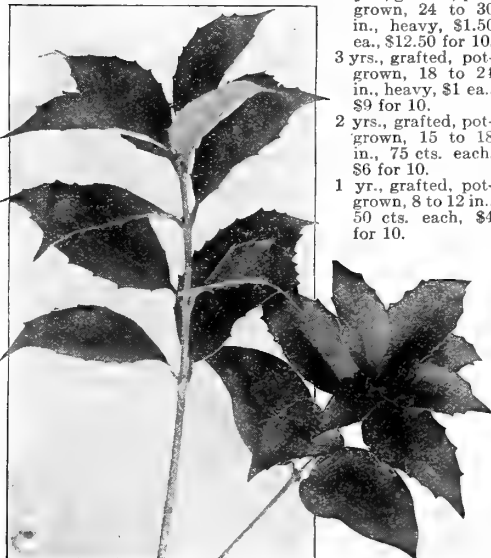 grown, 24 to 30
in., heavy, $1.50
ea., $12.50 for 10
3 yrs., grafted, pot-
grown, 18 to 24
in., heavy, $1 ea.,
$9 for 10.
2 yrs., grafted, pot-
grown, 15 to 18
in., 75 cts. each
$6 for 10.
1 yr., grafted, pot-
grown, 8 to 12 in.,
50 cts. each, $4
for 10.